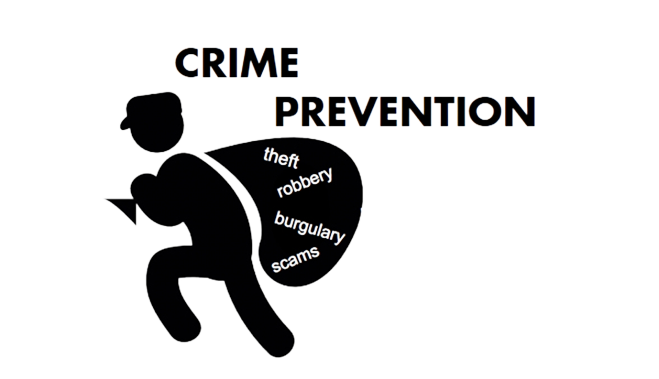 CRIME
PREVENTION
theft
robbery
burgulary
scams